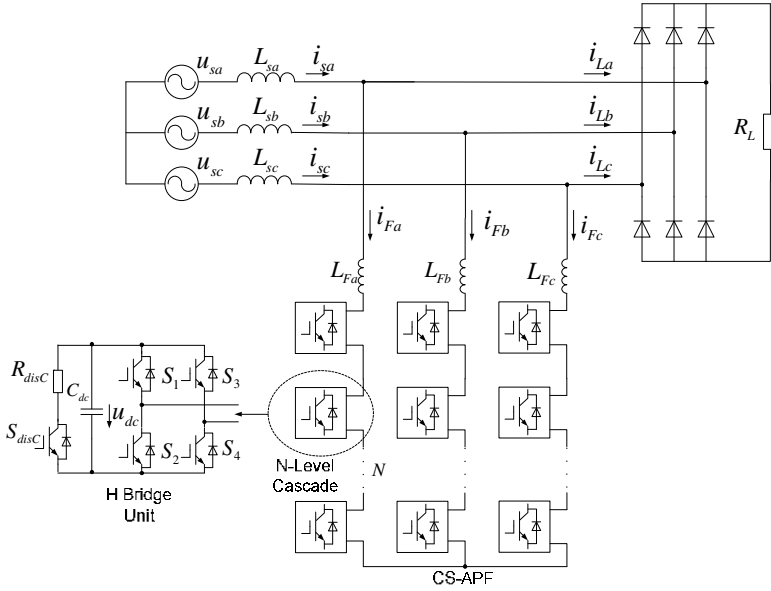 u_sa L_sa i_sa i_La
u_sb L_sb i_sb i_Lb
R_L
u_sc L_sc i_sc i_Lc
i_Fa i_Fb i_Fc
L_Fa L_Fb L_Fc
R_disC C_dc S_1 S_3
u_dc
S_disC S_2 S_4
H Bridge
Unit
N-Level
Cascade
N
CS-APF